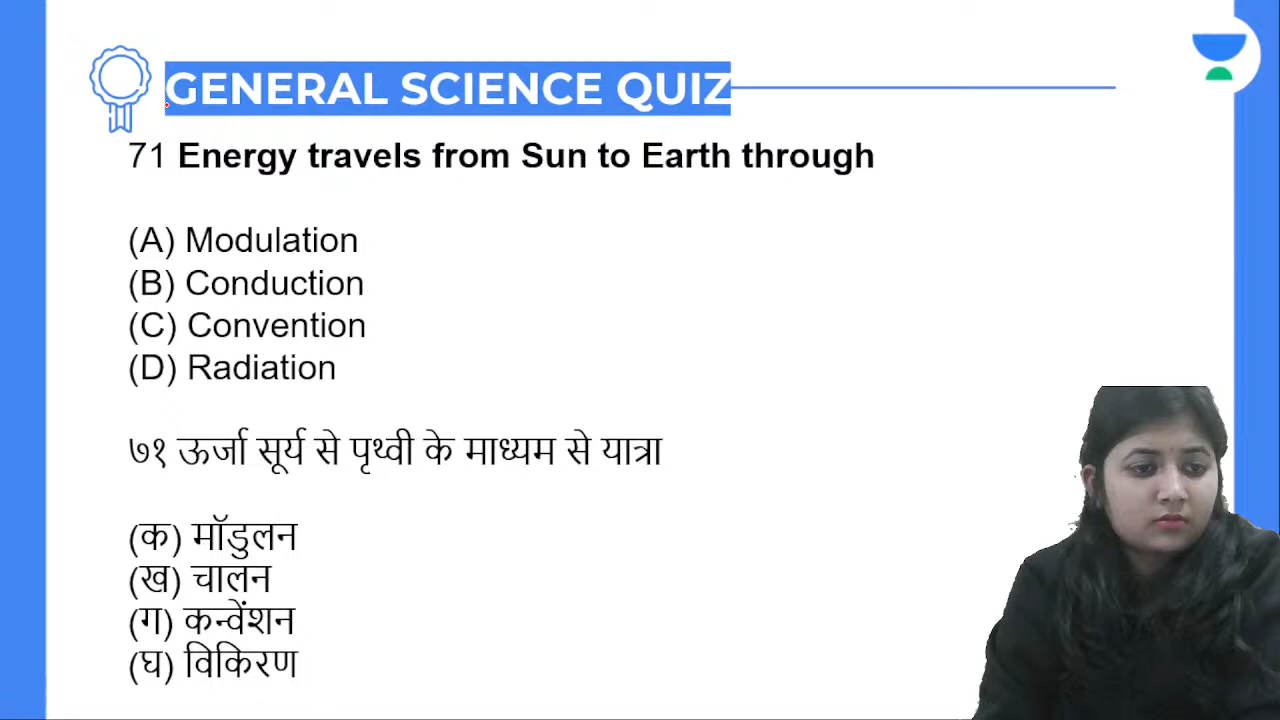 GENERAL SCIENCE QUIZ
71 Energy travels from Sun to Earth through
(A) Modulation
(B) Conduction
(C) Convention
(D) Radiation
७१ ऊर्जा सूर्य से पृथ्वी के माध्यम से यात्रा
(क) मॉडुलन
(ख) चालन
(ग) कन्वेंशन
(घ) विकिरण